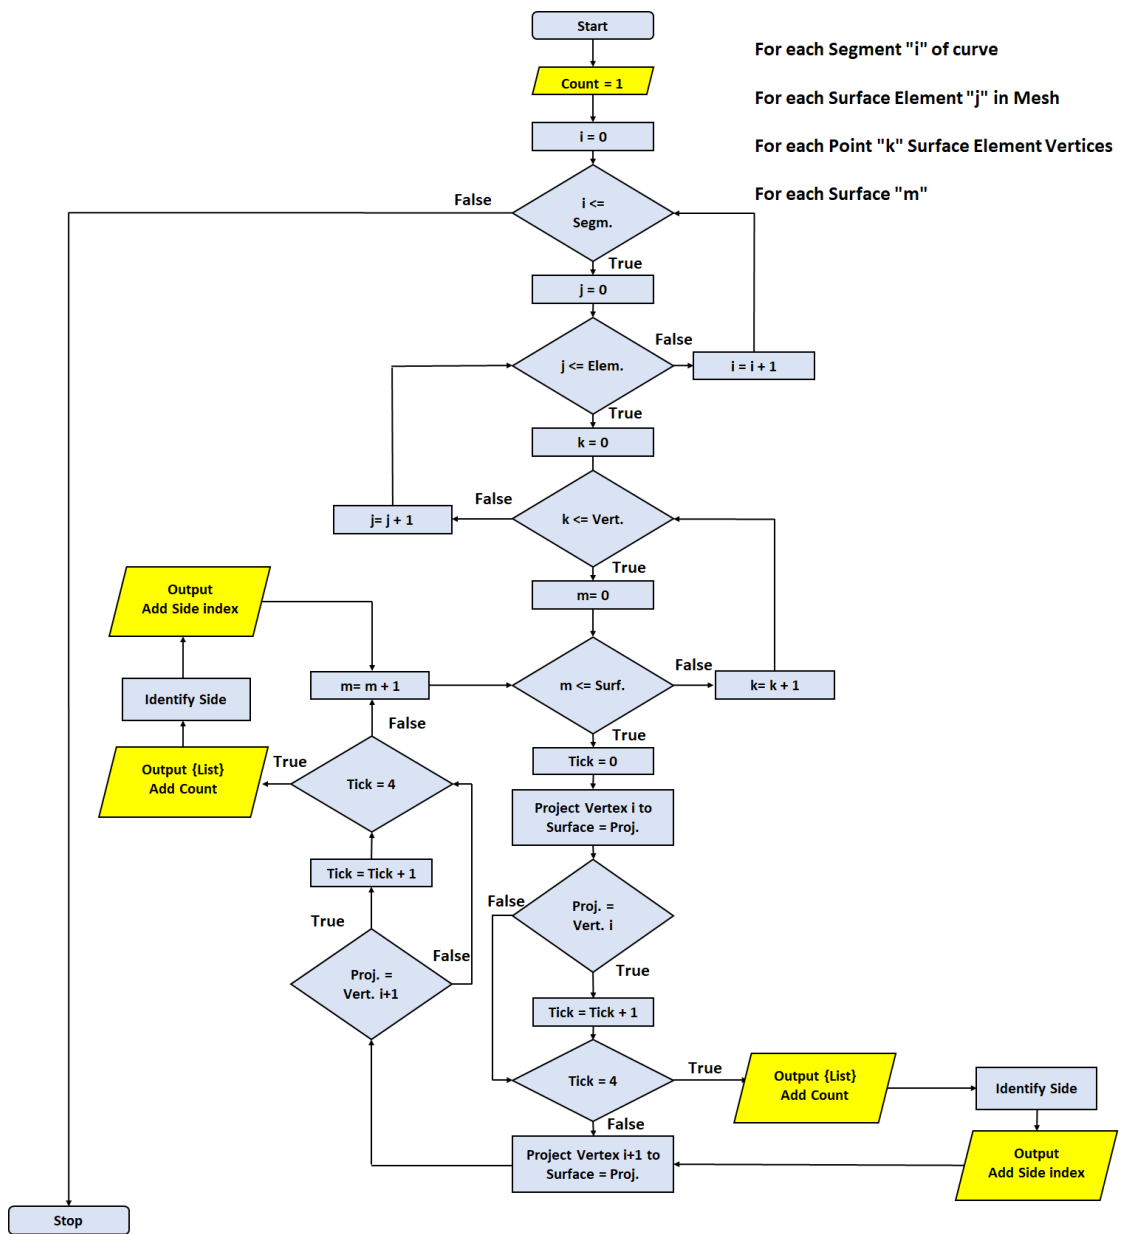 Start
For each Segment "i" of curve
Count = 1
For each Surface Element "j" in Mesh
i = 0
For each Point "k" Surface Element Vertices
For each Surface "m"
False
i <=
Segm.
True
j = 0
False
j <= Elem.
i = i + 1
True
k = 0
False
j= j + 1
k <= Vert.
True
Output
Add Side index
m= 0
Identify Side
m= m + 1
m <= Surf.
False
k= k + 1
False
True
Output {List}
Add Count
True
Tick = 4
Tick = 0
Project Vertex i to
Surface = Proj.
Tick = Tick + 1
False
Proj. =
Vert. i
True
False
Proj. =
Vert. i+1
True
Tick = Tick + 1
Tick = 4
True
Output {List}
Add Count
Identify Side
False
Project Vertex i+1 to
Surface = Proj.
Output
Add Side index
Stop